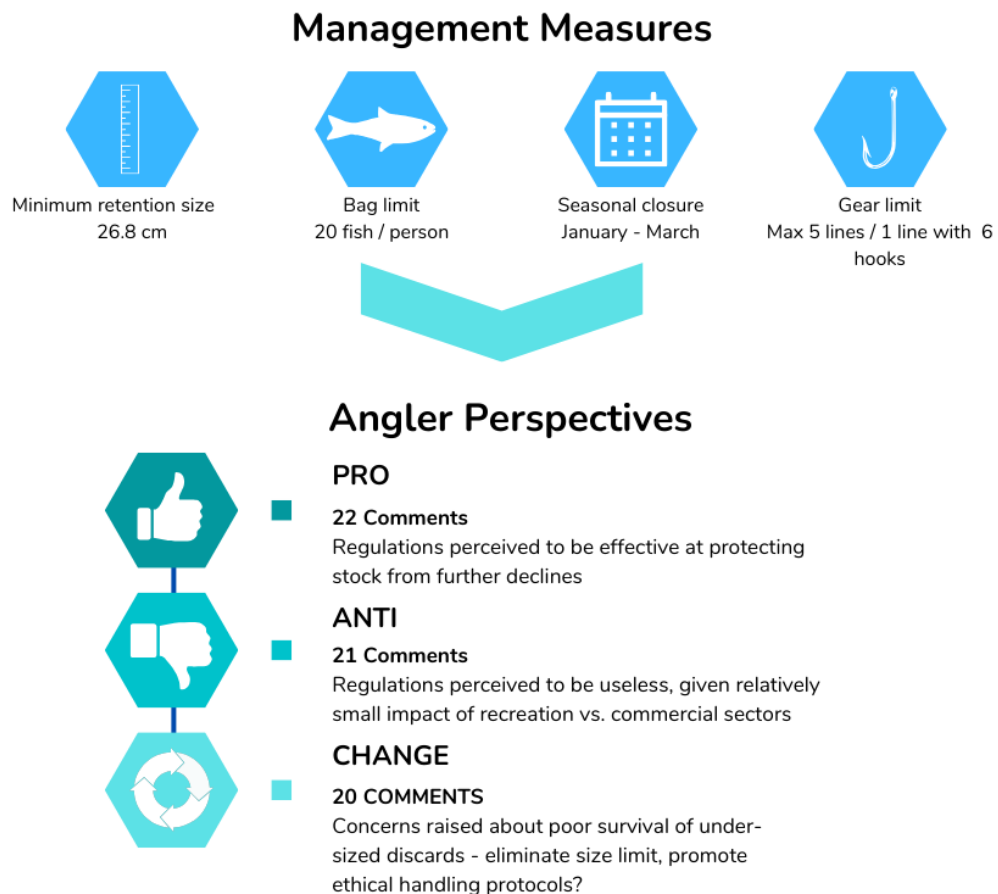 Management Measures
Minimum retention size
26.8 cm
Bag limit
20 fish / person
Seasonal closure
January - March
Gear limit
Max 5 lines / 1 line with 6
hooks
Angler Perspectives
PRO
22 Comments
Regulations perceived to be effective at protecting
stock from further declines
ANTI
21 Comments
Regulations perceived to be useless, given relatively
small impact of recreation vs. commercial sectors
CHANGE
20 COMMENTS
Concerns raised about poor survival of under-
sized discards - eliminate size limit, promote
ethical handling protocols?